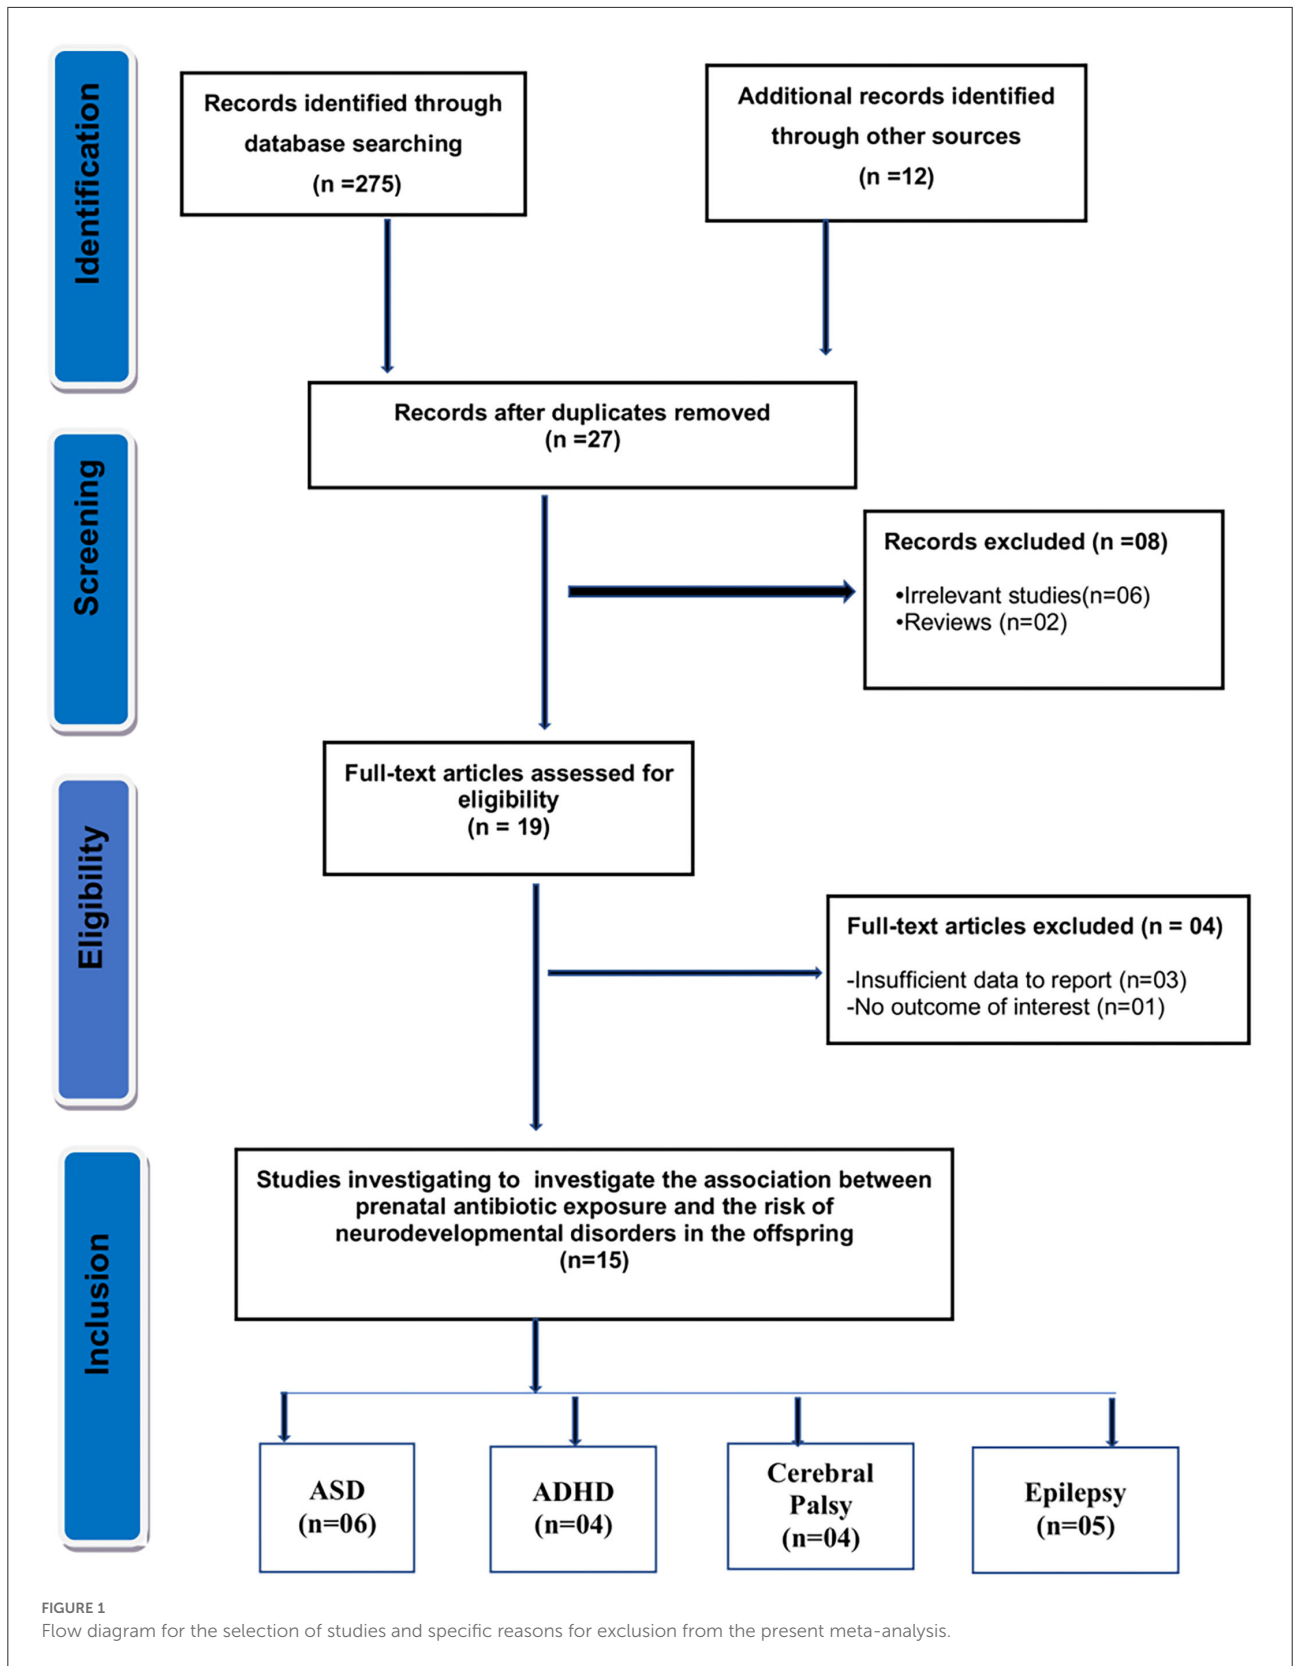 Identification
Records identified through
database searching
(n =275)
Additional records identified
through other sources
(n =12)
Records after duplicates removed
(n =27)
Screening
Records excluded (n =08)
•Irrelevant studies(n=06)
•Reviews (n=02)
Full-text articles assessed for
eligibility
(n = 19)
Eligibility
Full-text articles excluded (n = 04)
-Insufficient data to report (n=03)
-No outcome of interest (n=01)
Inclusion
Studies investigating to  investigate the association between
prenatal antibiotic exposure and the risk of
neurodevelopmental disorders in the offspring
(n=15)
ASD
(n=06)
ADHD
(n=04)
Cerebral
Palsy
(n=04)
Epilepsy
(n=05)
FIGURE 1
Flow diagram for the selection of studies and specific reasons for exclusion from the present meta-analysis.